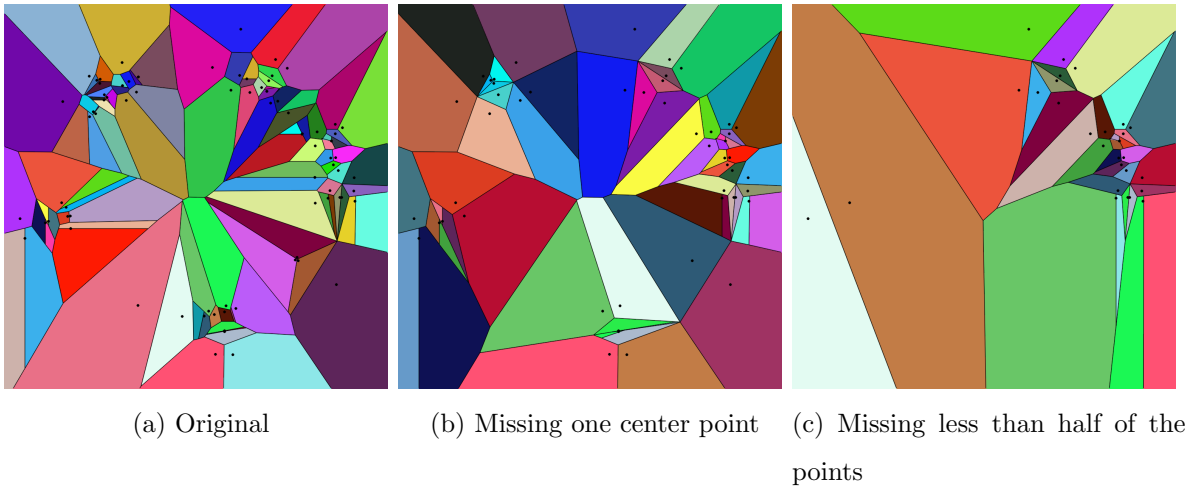 (a) Original
(b) Missing one center point
(c) Missing less than half of the
points